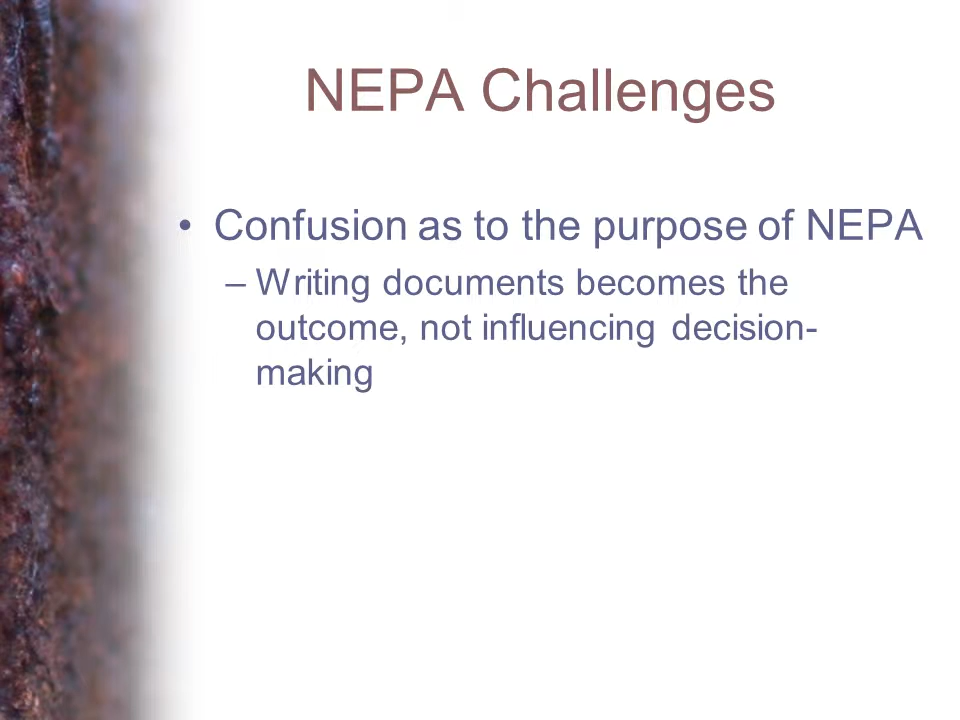 NEPA Challenges
• Confusion as to the purpose of NEPA
– Writing documents becomes the
outcome, not influencing decision-
making